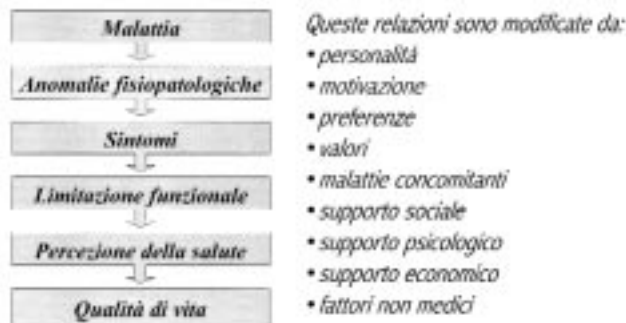 Malattia
Anomalie fisiopatologiche
Sintomi
Limitazione funzionale
Percezione della salute
Qualità di vita
Queste relazioni sono modificate da:
• personalità
• motivazione
• preferenze
• valori
• malattie concomitanti
• supporto sociale
• supporto psicologico
• supporto economico
• fattori non medici